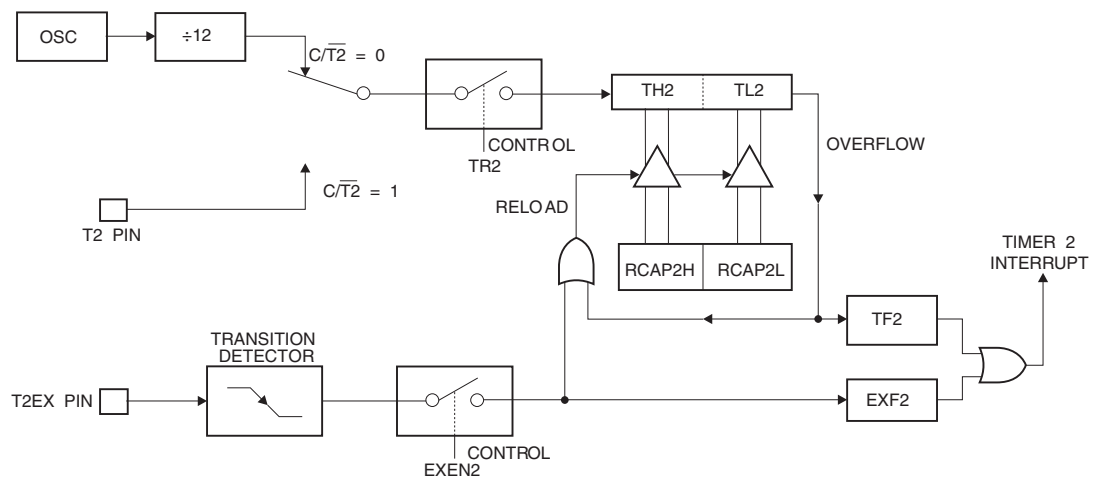 OSC
÷12
C/T2̅ = 0
TH2
TL2
CONTROL
TR2
OVERFLOW
C/T2̅ = 1
RELOAD
T2 PIN
RCAP2H
RCAP2L
TIMER 2
INTERRUPT
TF2
TRANSITION
DETECTOR
T2EX PIN
EXF2
CONTROL
EXEN2